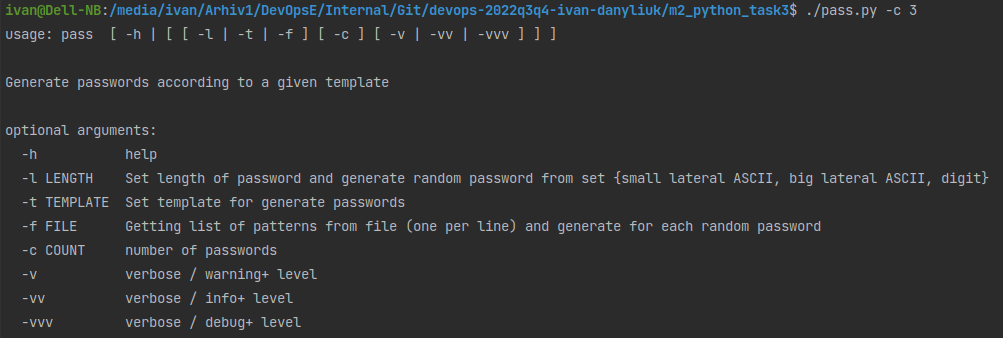 ivan@Dell-NB:/media/ivan/Arhiv1/DevOpsE/Internal/Git/devops-2022q3q4-ivan-danyliuk/m2_python_task3$ ./pass.py -c 3
usage: pass  [ -h | [ [ -l | -t | -f ] [ -c ] [ -v | -vv | -vvv ] ] ]
Generate passwords according to a given template
optional arguments:
  -h           help
  -l LENGTH    Set length of password and generate random password from set {small lateral ASCII, big lateral ASCII, digit}
  -t TEMPLATE  Set template for generate passwords
  -f FILE      Getting list of patterns from file (one per line) and generate for each random password
  -c COUNT     number of passwords
  -v           verbose / warning+ level
  -vv          verbose / info+ level
  -vvv         verbose / debug+ level